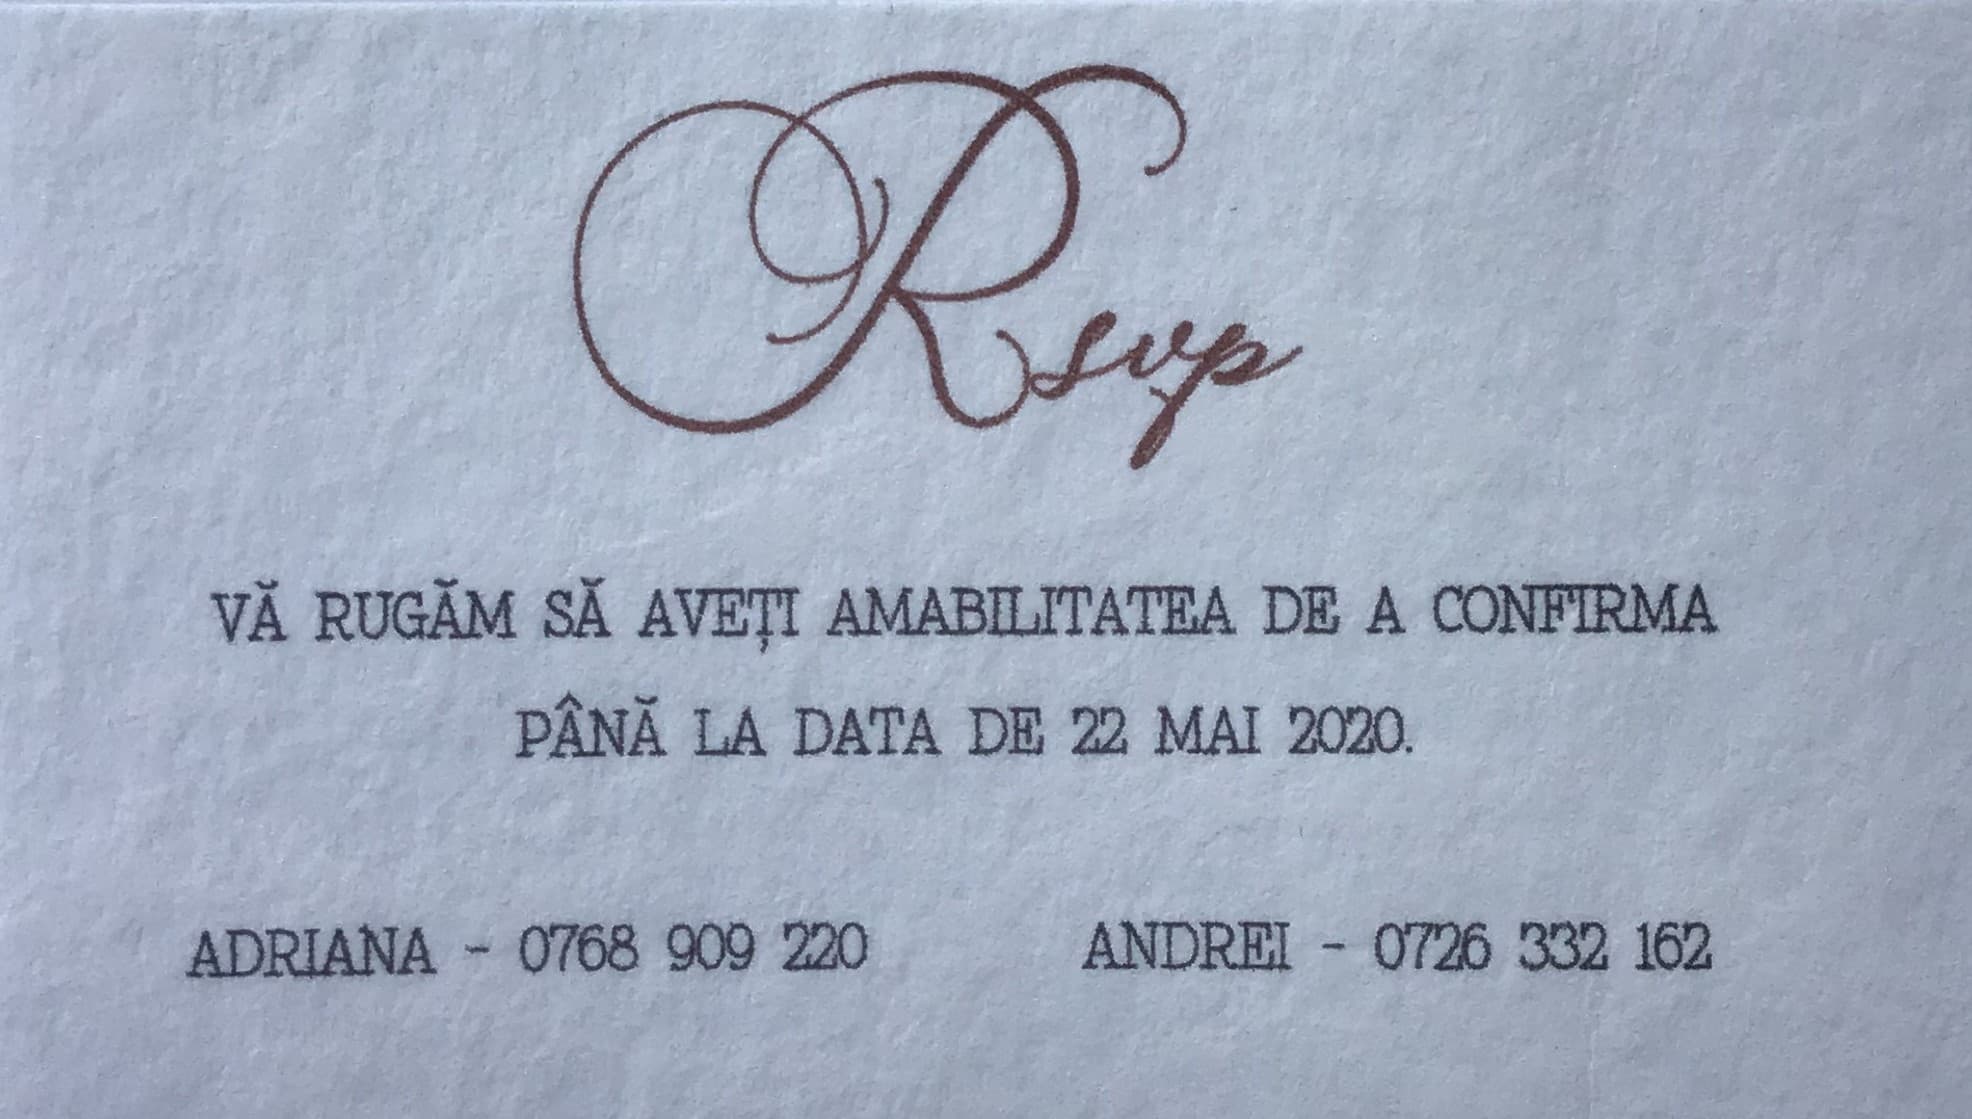 Rsvp
VĂ RUGĂM SĂ AVEȚI AMABILITATEA DE A CONFIRMA
PÂNĂ LA DATA DE 22 MAI 2020.
ADRIANA - 0768 909 220 ANDREI - 0726 332 162